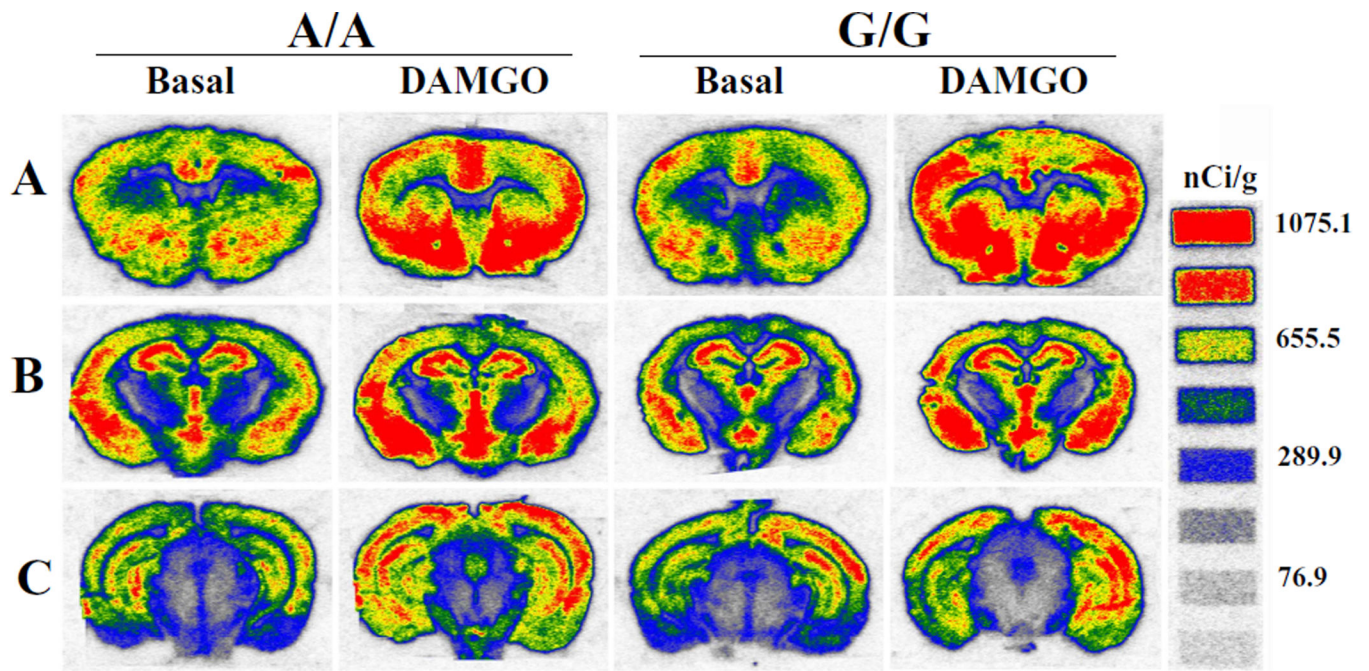 A/A G/G
Basal DAMGO Basal DAMGO
A
nCi/g
1075.1
B
655.5
289.9
C
76.9